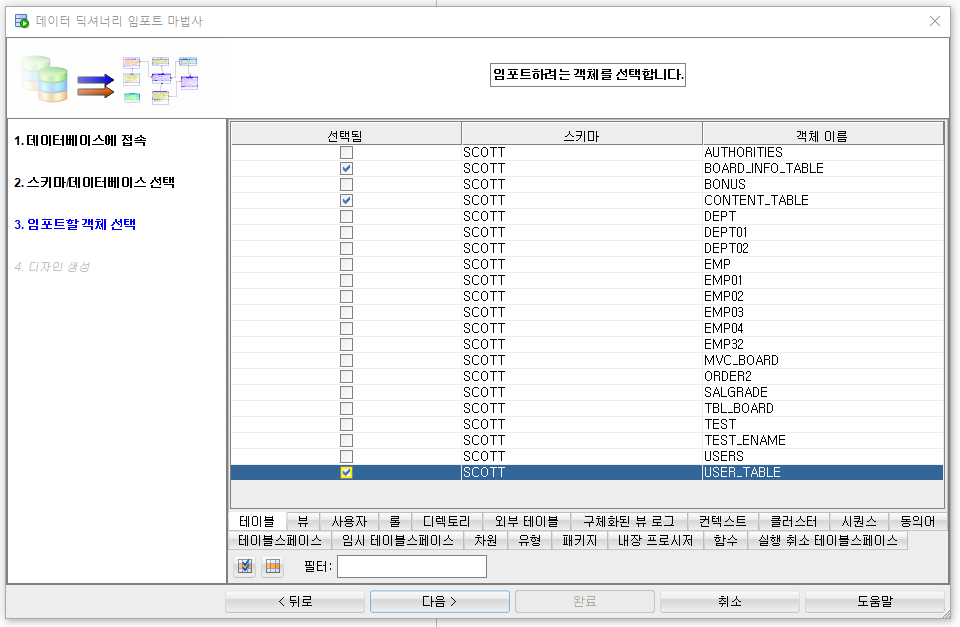 데이터 딕셔너리 임포트 마법사
임포트하려는 객체를 선택합니다.
1. 데이터베이스에 접속
2. 스키마/데이터베이스 선택
3. 임포트할 객체 선택
4. 디자인 생성
선택됨 스키마 객체 이름
SCOTT AUTHORITIES
SCOTT BOARD_INFO_TABLE
SCOTT BONUS
SCOTT CONTENT_TABLE
SCOTT DEPT
SCOTT DEPT01
SCOTT DEPT02
SCOTT EMP
SCOTT EMP01
SCOTT EMP02
SCOTT EMP03
SCOTT EMP04
SCOTT EMP32
SCOTT MVC_BOARD
SCOTT ORDER2
SCOTT SALGRADE
SCOTT TBL_BOARD
SCOTT TEST
SCOTT TEST_ENAME
SCOTT USERS
SCOTT USER_TABLE
테이블 뷰 사용자 롤 디렉토리 외부 테이블 구체화된 뷰 로그 컨텍스트 클러스터 시퀀스 동의어
테이블스페이스 임시 테이블스페이스 차원 유형 패키지 내장 프로시저 함수 실행 취소 테이블스페이스
필터:
< 뒤로 다음 > 완료 취소 도움말